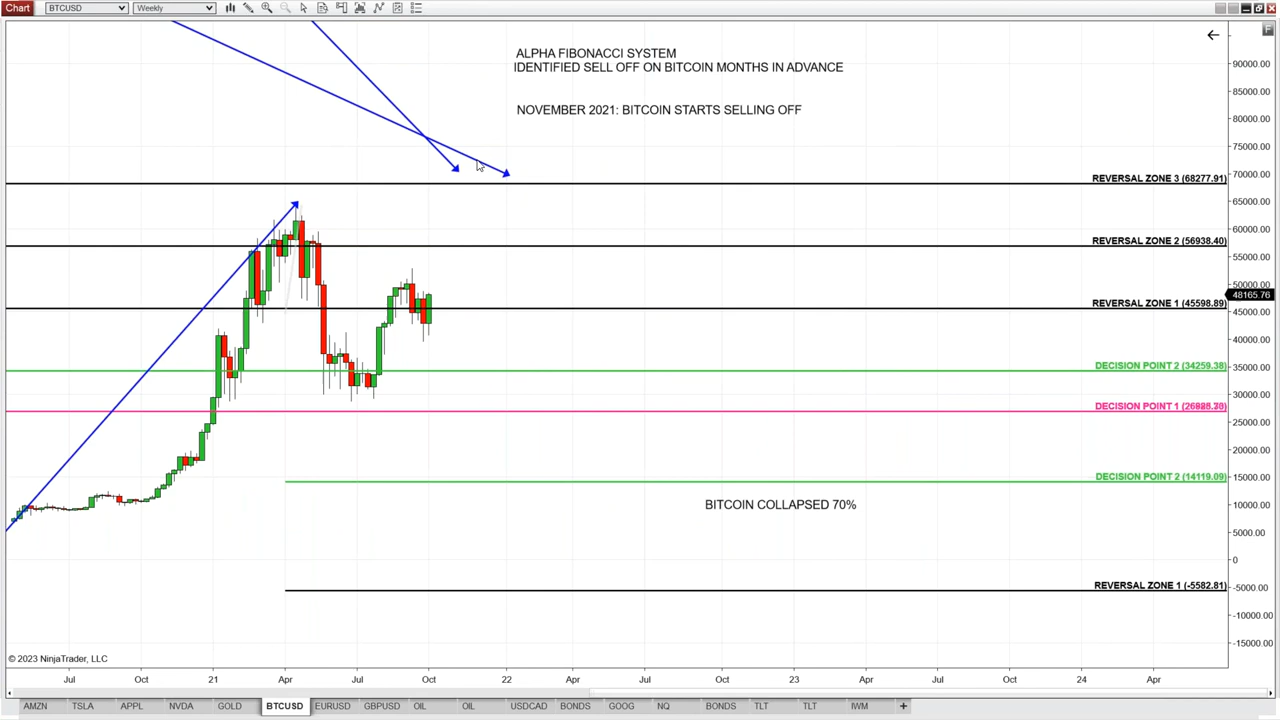 Chart BTCUSD Weekly
F
ALPHA FIBONACCI SYSTEM
IDENTIFIED SELL OFF ON BITCOIN MONTHS IN ADVANCE
NOVEMBER 2021: BITCOIN STARTS SELLING OFF
90000.00
85000.00
80000.00
75000.00
70000.00
REVERSAL ZONE 3 (68277.91)
65000.00
60000.00
REVERSAL ZONE 2 (56938.40)
55000.00
50000.00
48165.76
REVERSAL ZONE 1 (45598.89)
45000.00
40000.00
35000.00
DECISION POINT 2 (34259.38)
30000.00
DECISION POINT 1
25000.00
20000.00
15000.00
DECISION POINT 2 (14119.09)
BITCOIN COLLAPSED 70%
10000.00
5000.00
0
REVERSAL ZONE 1 (-5582.81)
-5000.00
-10000.00
-15000.00
© 2023 NinjaTrader, LLC
Jul Oct 21 Apr Jul Oct 22 Apr Jul Oct 23 Apr Jul Oct 24 Apr
AMZN TSLA APPL NVDA GOLD BTCUSD EURUSD GBPUSD OIL OIL USDCAD BONDS GOOG NQ BONDS TLT TLT IWM